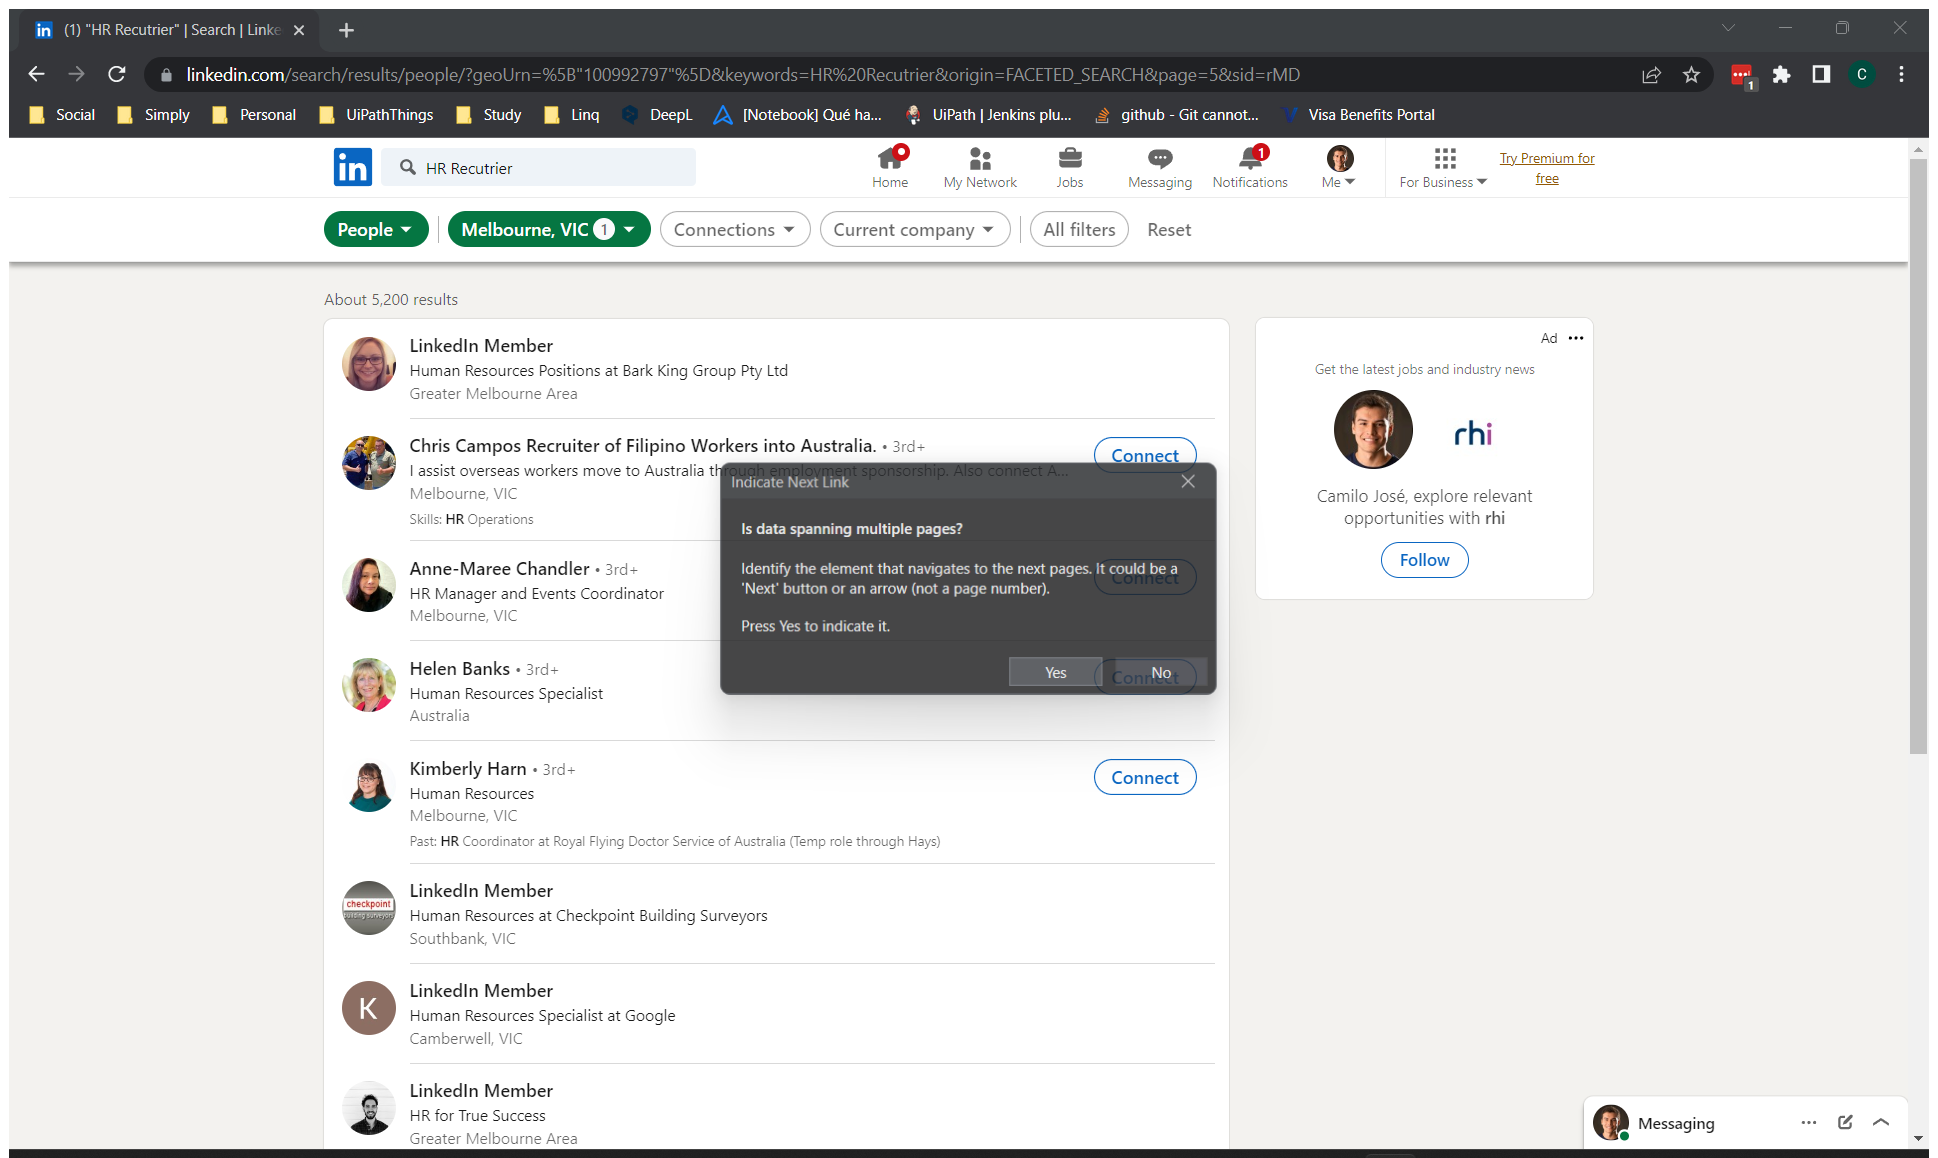 (1) "HR Recutrier" | Search | Linke
linkedin.com/search/results/people/?geoUrn=%5B"100992797"%5D&keywords=HR%20Recutrier&origin=FACETED_SEARCH&page=5&sid=rMD
1
C
Social Simply Personal UiPathThings Study Linq DeepL [Notebook] Qué ha... UiPath | Jenkins plu... github - Git cannot... Visa Benefits Portal
in
HR Recutrier
Home My Network Jobs Messaging 1 Notifications Me For Business
Try Premium for
free
People Melbourne, VIC 1 Connections Current company All filters Reset
About 5,200 results
LinkedIn Member
Human Resources Positions at Bark King Group Pty Ltd
Greater Melbourne Area
Chris Campos Recruiter of Filipino Workers into Australia. • 3rd+
Connect
I assist overseas workers move to Australia through employment sponsorship. Also connect A...
Melbourne, VIC
Skills: HR Operations
Anne-Maree Chandler • 3rd+
Connect
HR Manager and Events Coordinator
Melbourne, VIC
Helen Banks • 3rd+
Connect
Human Resources Specialist
Australia
Indicate Next Link
Is data spanning multiple pages?
Identify the element that navigates to the next pages. It could be a
'Next' button or an arrow (not a page number).
Press Yes to indicate it.
Yes No
Kimberly Harn • 3rd+
Connect
Human Resources
Melbourne, VIC
Past: HR Coordinator at Royal Flying Doctor Service of Australia (Temp role through Hays)
checkpoint
building surveyors
LinkedIn Member
Human Resources at Checkpoint Building Surveyors
Southbank, VIC
K
LinkedIn Member
Human Resources Specialist at Google
Camberwell, VIC
LinkedIn Member
HR for True Success
Greater Melbourne Area
Ad
Get the latest jobs and industry news
rhi
Camilo José, explore relevant
opportunities with rhi
Follow
Messaging